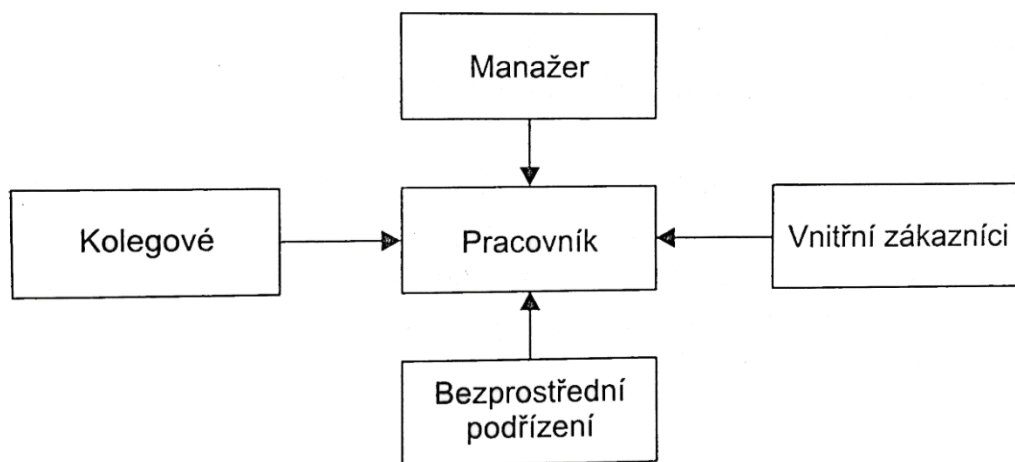 Manažer
Kolegové
Pracovník
Vnitřní zákazníci
Bezprostřední
podřízení